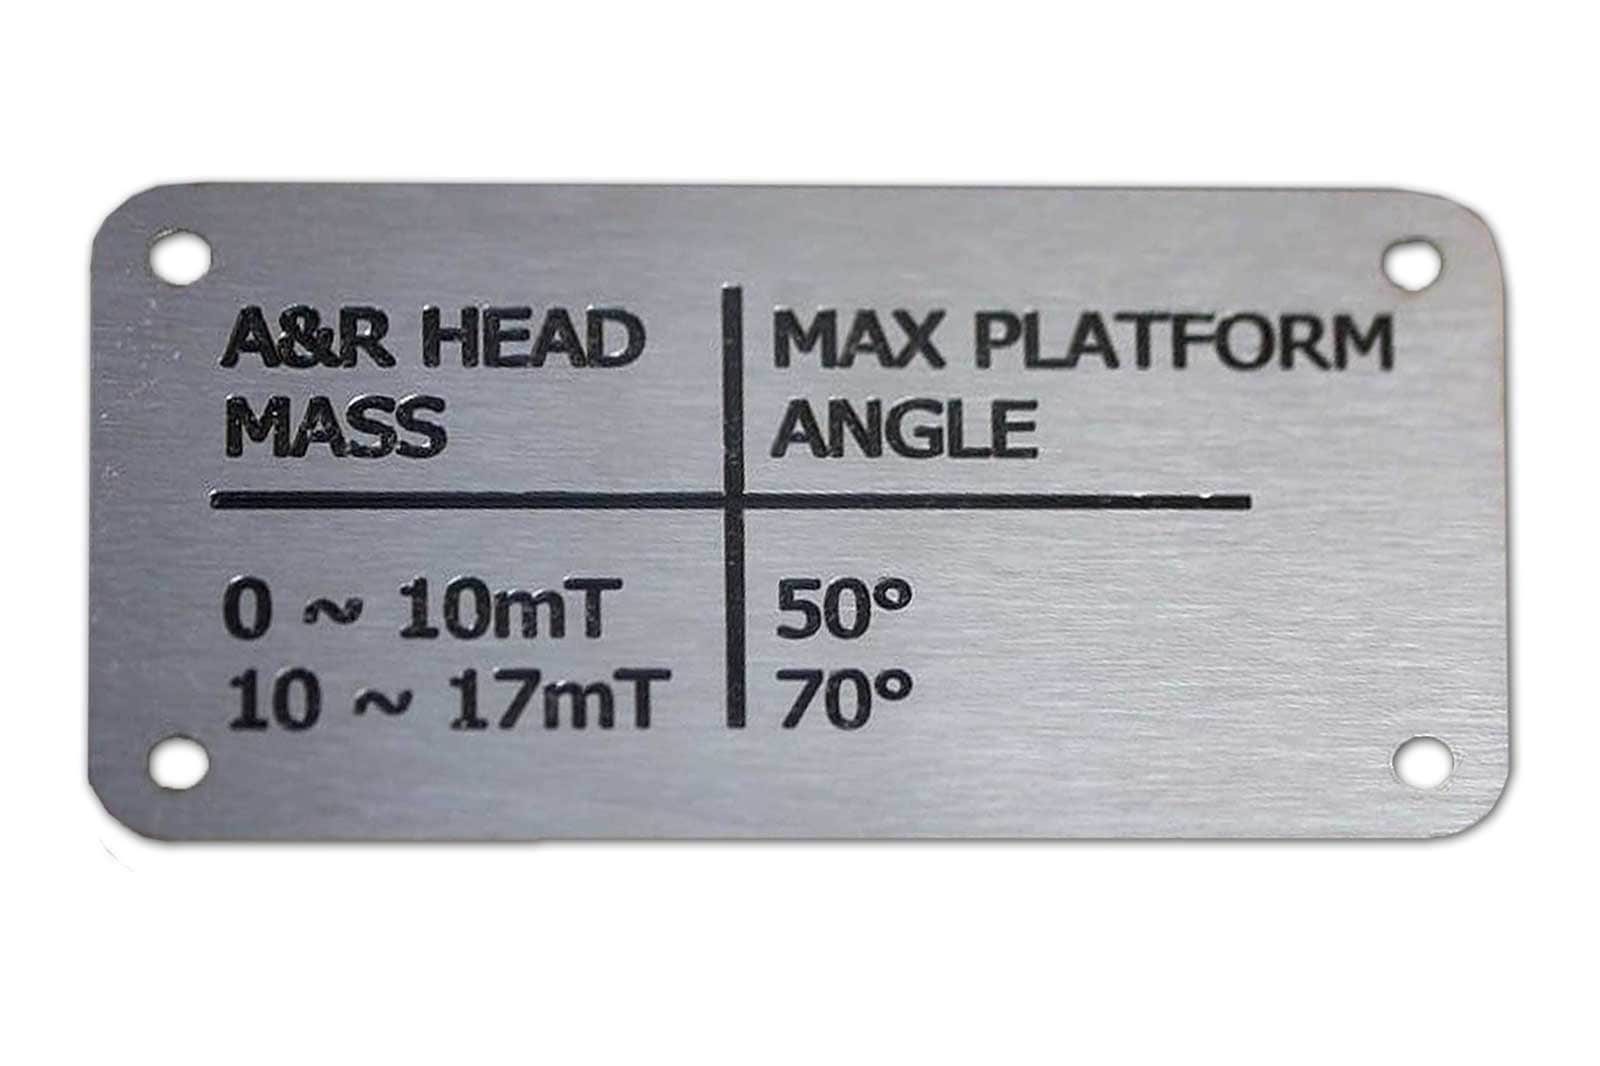 A&R HEAD MASS
MAX PLATFORM ANGLE
0 ~ 10mT 50°
10 ~ 17mT 70°